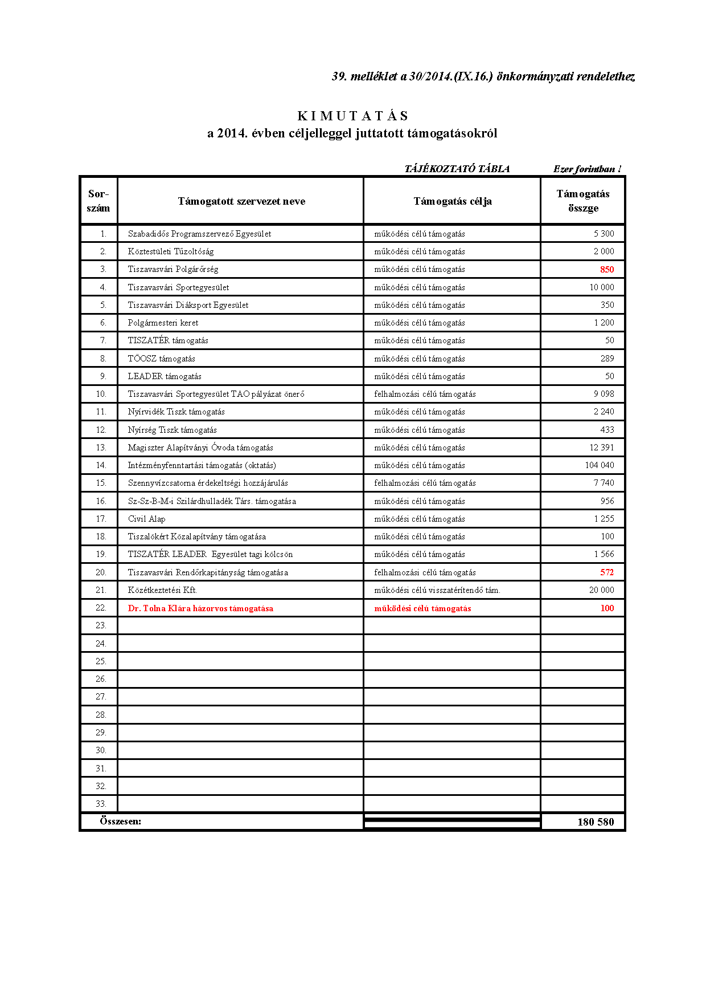 39. melléklet a 30/2014.(IX.16.) önkormányzati rendelethez
K I M U T A T Á S
a 2014. évben céljelleggel juttatott támogatásokról
TÁJÉKOZTATÓ TÁBLA Ezer forintban !
Sor-szám Támogatott szervezet neve Támogatás célja Támogatás összge
1. Szabadidős Programszervező Egyesület működési célú támogatás 5 300
2. Köztestületi Tűzoltóság működési célú támogatás 2 000
3. Tiszavasvári Polgárőrség működési célú támogatás 850
4. Tiszavasvári Sportegyesület működési célú támogatás 10 000
5. Tiszavasvári Diáksport Egyesület működési célú támogatás 350
6. Polgármesteri keret működési célú támogatás 1 200
7. TISZATÉR támogatás működési célú támogatás 50
8. TÖOSZ támogatás működési célú támogatás 289
9. LEADER támogatás működési célú támogatás 50
10. Tiszavasvári Sportegyesület TAO pályázat önerő felhalmozási célú támogatás 9 098
11. Nyírvidék Tiszk támogatás működési célú támogatás 2 240
12. Nyírség Tiszk támogatás működési célú támogatás 433
13. Magiszter Alapítványi Óvoda támogatás működési célú támogatás 12 391
14. Intézményfenntartási támogatás (oktatás) működési célú támogatás 104 040
15. Szennyvízcsatorna érdekeltségi hozzájárulás felhalmozási célú támogatás 7 740
16. Sz-Sz-B-M-i Szilárdhulladék Társ. támogatása működési célú támogatás 956
17. Civil Alap működési célú támogatás 1 255
18. Tiszalökért Közalapítvány támogatása működési célú támogatás 100
19. TISZATÉR LEADER Egyesület tagi kölcsön működési célú támogatás 1 566
20. Tiszavasvári Rendőrkapitányság támogatása felhalmozási célú támogatás 572
21. Közétkeztetési Kft. működési célú visszatérítendő tám. 20 000
22. Dr. Tolna Klára házorvos támogatása működési célú támogatás 100
23.
24.
25.
26.
27.
28.
29.
30.
31.
32.
33.
Összesen: 180 580